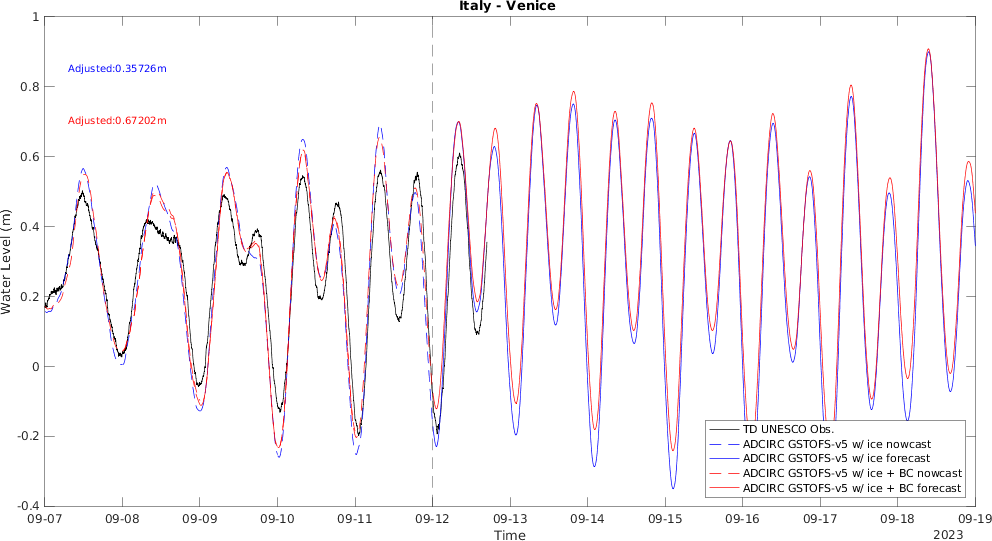 Italy - Venice
Water Level (m)
1
0.8
0.6
0.4
0.2
0
-0.2
-0.4
Adjusted:0.35726m
Adjusted:0.67202m
TD UNESCO Obs.
ADCIRC GSTOFS-v5 w/ ice nowcast
ADCIRC GSTOFS-v5 w/ ice forecast
ADCIRC GSTOFS-v5 w/ ice + BC nowcast
ADCIRC GSTOFS-v5 w/ ice + BC forecast
09-07 09-08 09-09 09-10 09-11 09-12 09-13 09-14 09-15 09-16 09-17 09-18 09-19
Time
2023